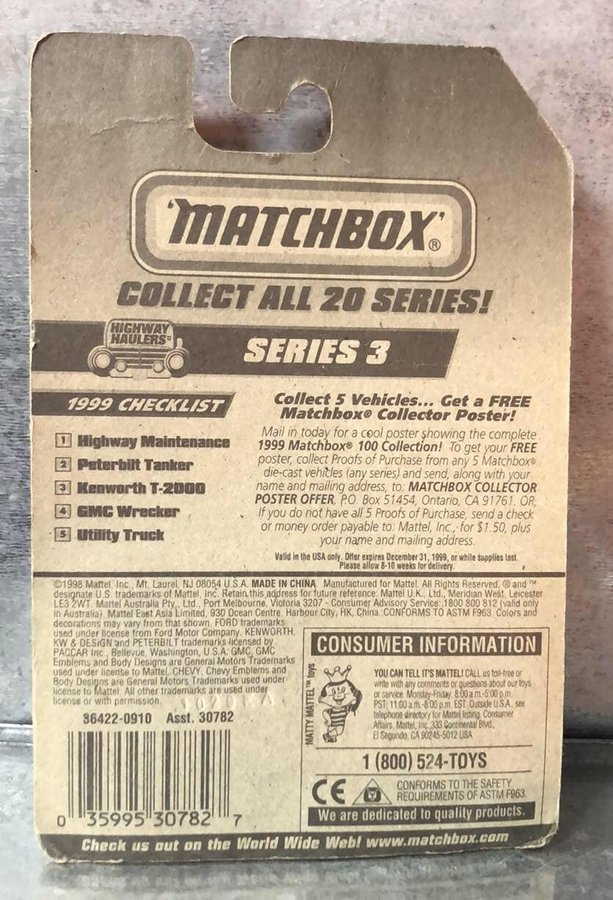 'MATCHBOX'®
COLLECT ALL 20 SERIES!
HIGHWAY
HAULERS™
SERIES 3
1999 CHECKLIST
1 Highway Maintenance
2 Peterbilt Tanker
3 Kenworth T-2000
4 GMC Wrecker
5 Utility Truck
Collect 5 Vehicles... Get a FREE
Matchbox® Collector Poster!
Mail in today for a cool poster showing the complete
1999 Matchbox® 100 Collection! To get your FREE
poster, collect Proofs of Purchase from any 5 Matchbox®
die-cast vehicles (any series) and send, along with your
name and mailing address, to: MATCHBOX COLLECTOR
POSTER OFFER, P.O. Box 51454, Ontario, CA 91761. OR,
If you do not have all 5 Proofs of Purchase, send a check
or money order payable to: Mattel, Inc., for $1.50, plus
your name and mailing address.
Valid in the USA only. Offer expires December 31, 1999, or while supplies last.
Please allow 8-10 weeks for delivery.
©1998 Mattel, Inc., Mt. Laurel, NJ 08054 U.S.A. MADE IN CHINA. Manufactured for Mattel. All Rights Reserved. ® and ™
designate U.S. trademarks of Mattel, Inc. Retain this address for future reference: Mattel U.K. Ltd., Meridian West, Leicester
LE3 2WT. Mattel Australia Pty., Ltd., Port Melbourne, Victoria 3207 - Consumer Advisory Service: 1 800 800 812 (valid only
in Australia). Mattel East Asia Limited, 930 Ocean Centre, Harbour City, HK, China. CONFORMS TO ASTM F963. Colors and
decorations may vary from that shown. FORD trademarks
used under license from Ford Motor Company. KENWORTH,
KW & DESIGN and PETERBILT trademarks licensed by
PACCAR Inc., Bellevue, Washington, U.S.A. GMC, GMC
Emblems and Body Designs are General Motors Trademarks
used under license to Mattel. CHEVY, Chevy Emblems and
Body Designs are General Motors Trademarks used under
license to Mattel. All other trademarks are used under
license or with permission.
86422-0910 Asst. 30782
0 35995 30782 7
CONSUMER INFORMATION
MATTY MATTEL™ toys
YOU CAN TELL IT'S MATTEL! CALL us toll-free or
write with any comments or questions about our toys
or service. Monday-Friday, 8:00 a.m.-5:00 p.m.
PST; 11:00 a.m.-8:00 p.m. EST. Outside U.S.A. see
telephone directory for Mattel listing. Consumer
Affairs, Mattel, Inc., 333 Continental Blvd.,
El Segundo, CA 90245-5012 USA
1 (800) 524-TOYS
CE CONFORMS TO THE SAFETY
REQUIREMENTS OF ASTM F963.
We are dedicated to quality products.
Check us out on the World Wide Web! www.matchbox.com